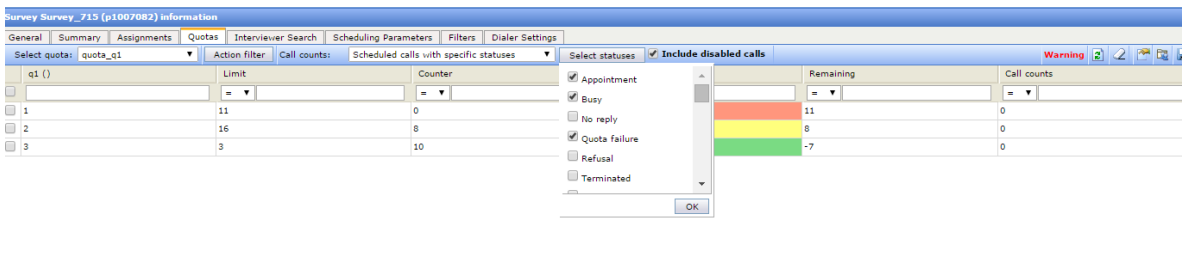 Survey Survey_715 (p1007082) information
General Summary Assignments Quotas Interviewer Search Scheduling Parameters Filters Dialer Settings
Select quota: quota_q1 Action filter Call counts: Scheduled calls with specific statuses Select statuses Include disabled calls Warning
q1 () Limit Counter Remaining Call counts
= = = =
1 11 0 11 0
2 16 8 8 0
3 3 10 -7 0
Appointment
Busy
No reply
Quota failure
Refusal
Terminated
OK